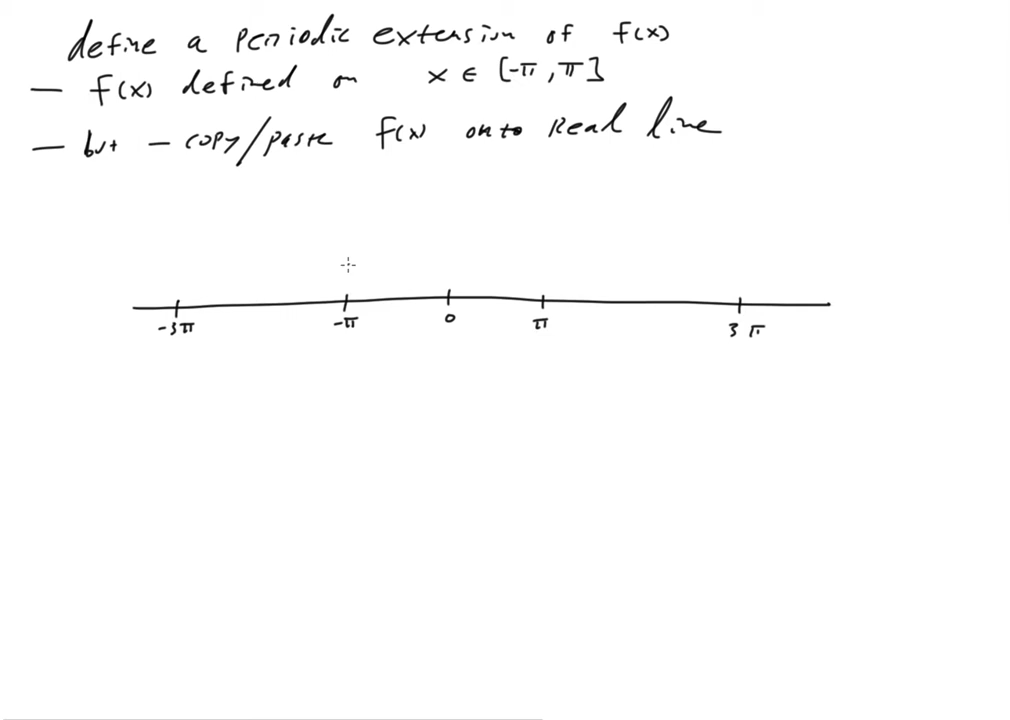 define a periodic extension of f(x)
— f(x) defined on x ∈ [-π, π]
— but — copy/paste f(x) onto Real line
-3π -π 0 π 3π